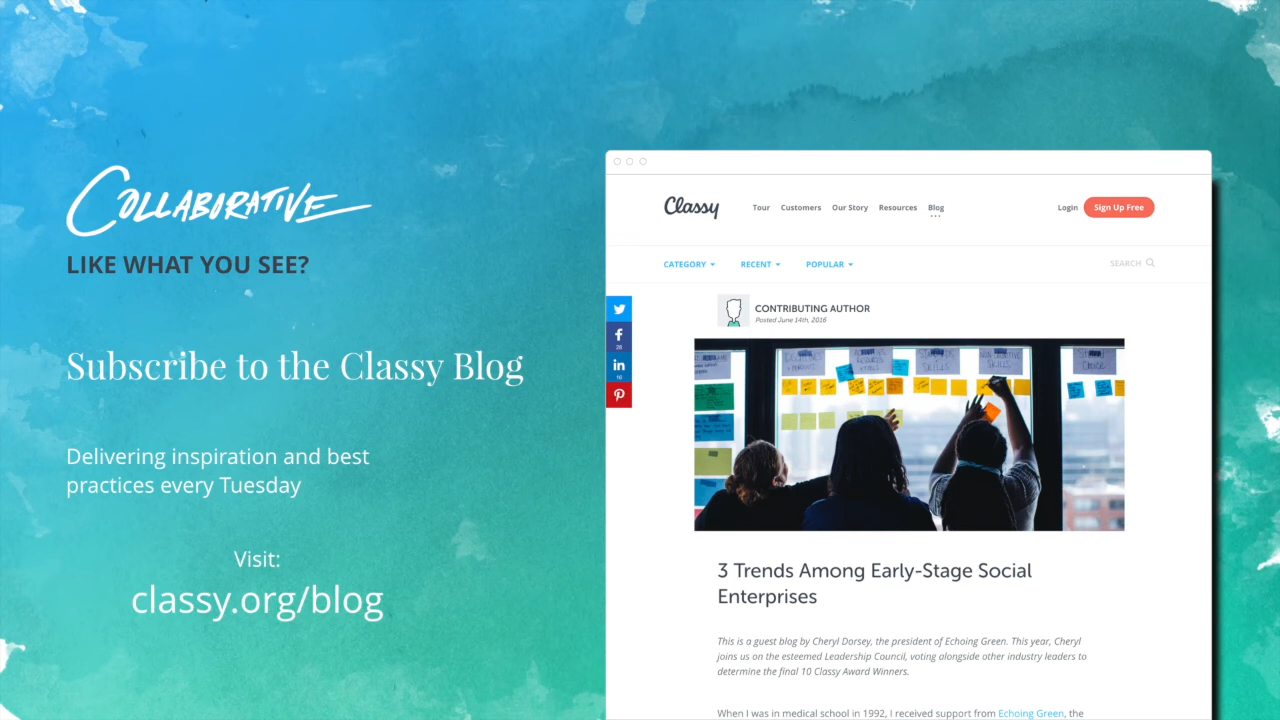 COLLABORATIVE
LIKE WHAT YOU SEE?
Subscribe to the Classy Blog
Delivering inspiration and best
practices every Tuesday
Visit:
classy.org/blog
Classy
Tour Customers Our Story Resources Blog
Login Sign Up Free
CATEGORY RECENT POPULAR
SEARCH
CONTRIBUTING AUTHOR
Posted June 14th, 2016
f
28
in
16
3 Trends Among Early-Stage Social
Enterprises
This is a guest blog by Cheryl Dorsey, the president of Echoing Green. This year, Cheryl
joins us on the esteemed Leadership Council, voting alongside other industry leaders to
determine the final 10 Classy Award Winners.
When I was in medical school in 1992, I received support from Echoing Green, the